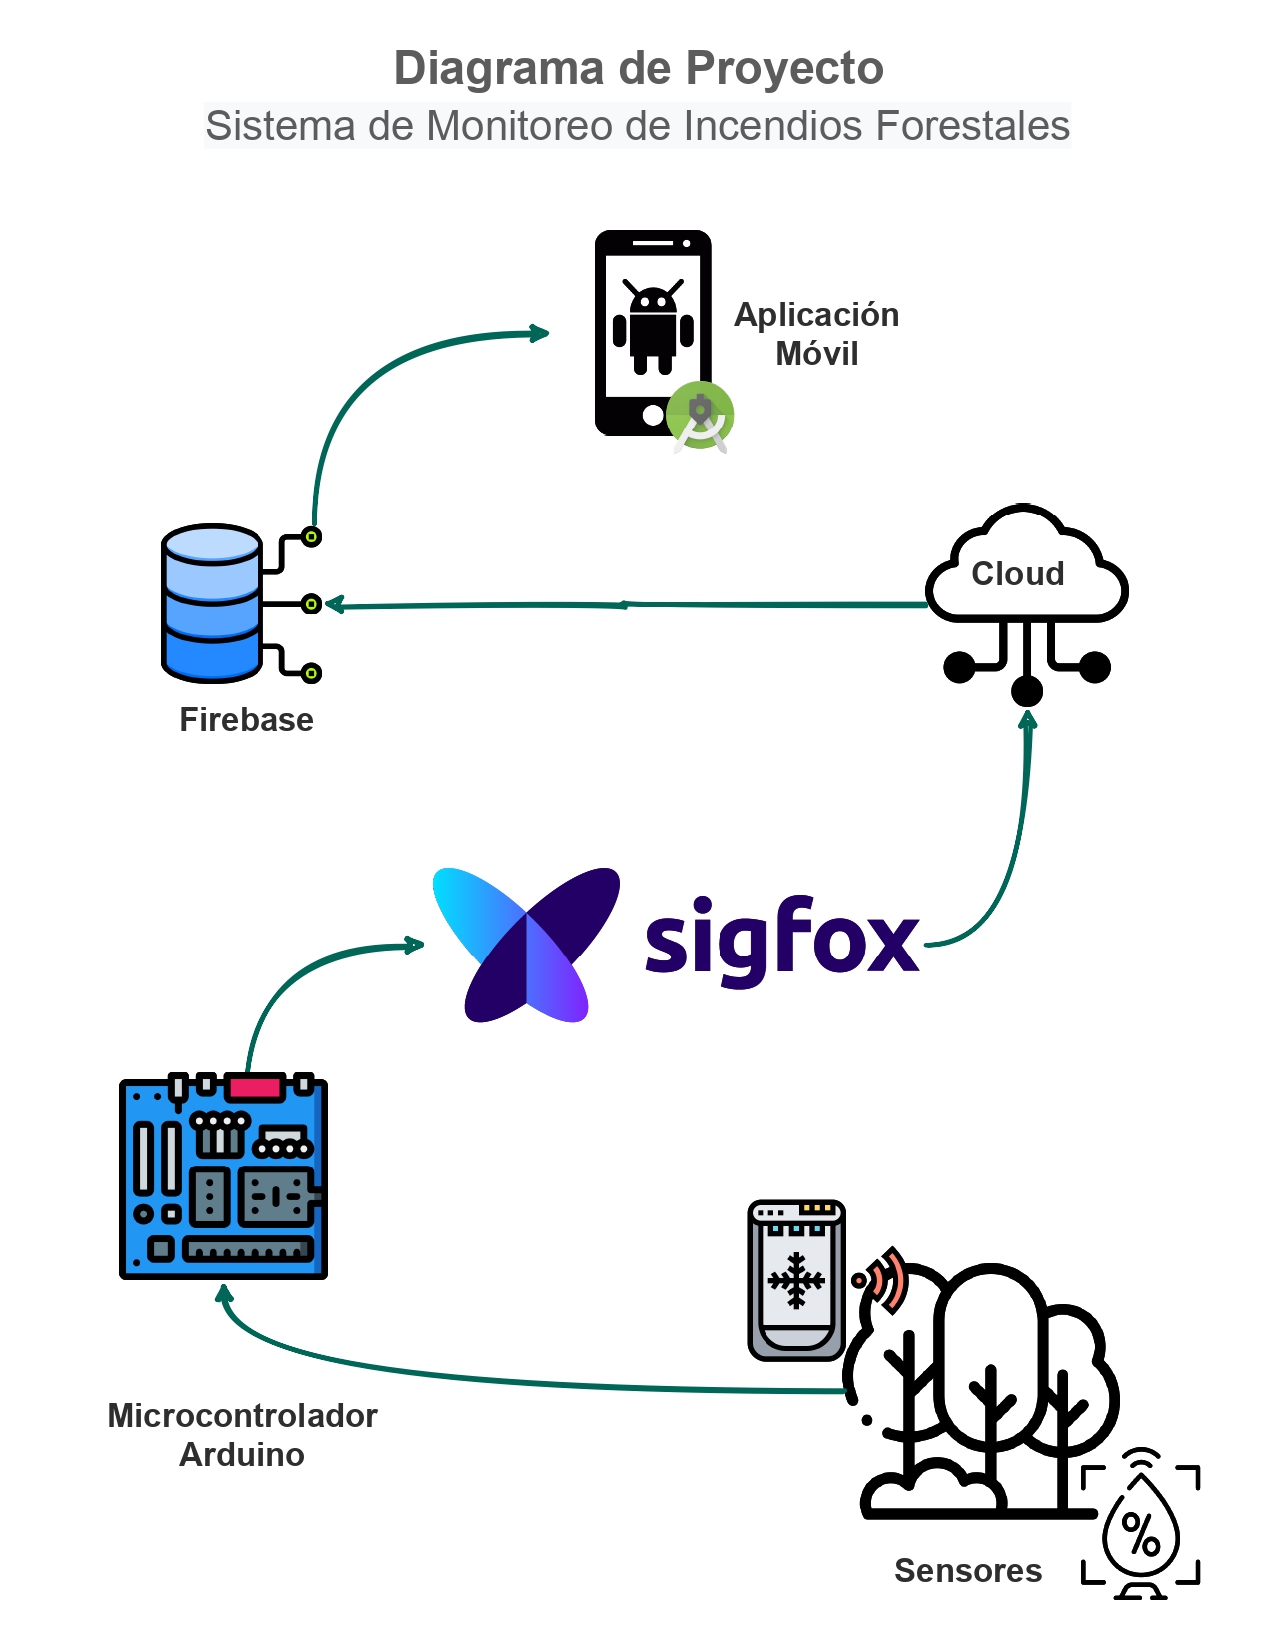 Diagrama de Proyecto
Sistema de Monitoreo de Incendios Forestales
Aplicación
Móvil
Cloud
Firebase
sigfox
Microcontrolador
Arduino
Sensores
%